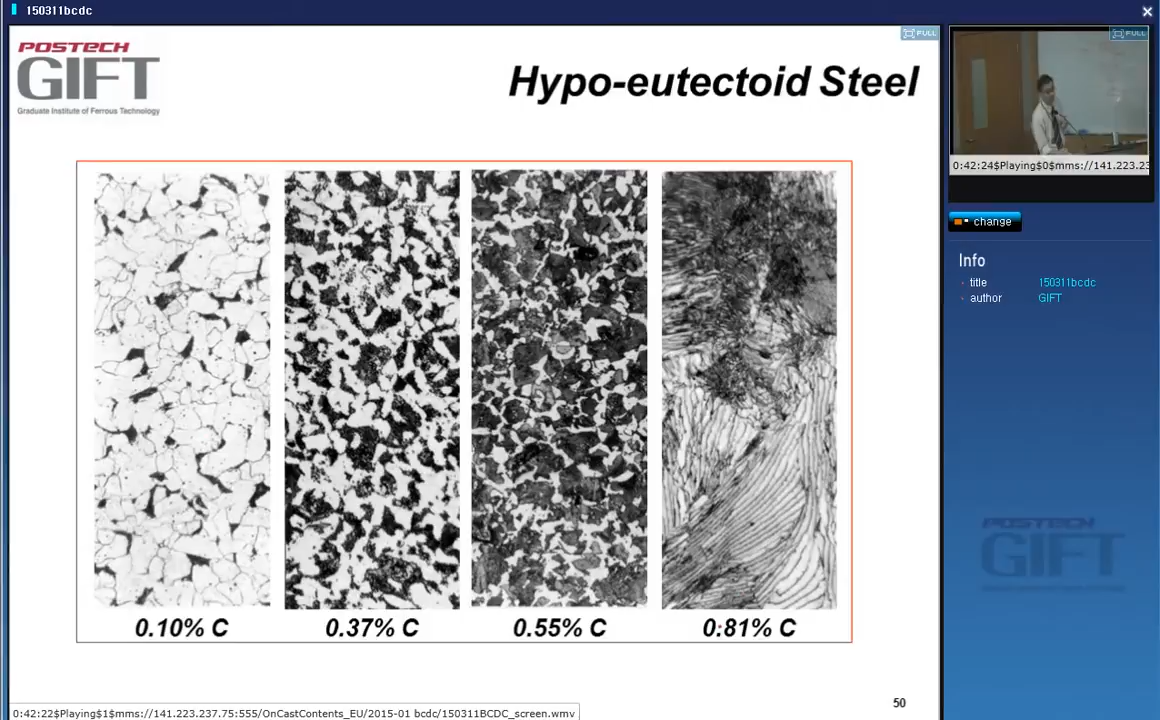 150311bcdc
POSTECH
GIFT
Graduate Institute of Ferrous Technology
FULL
Hypo-eutectoid Steel
0.10% C
0.37% C
0.55% C
0:81% C
50
0:42:22$Playing$1$mms://141.223.237.75:555/OnCastContents_EU/2015-01 bcdc/150311BCDC_screen.wmv
FULL
0:42:24$Playing$0$mms://141.223.23
change
Info
title 150311bcdc
author GIFT
POSTECH
GIFT